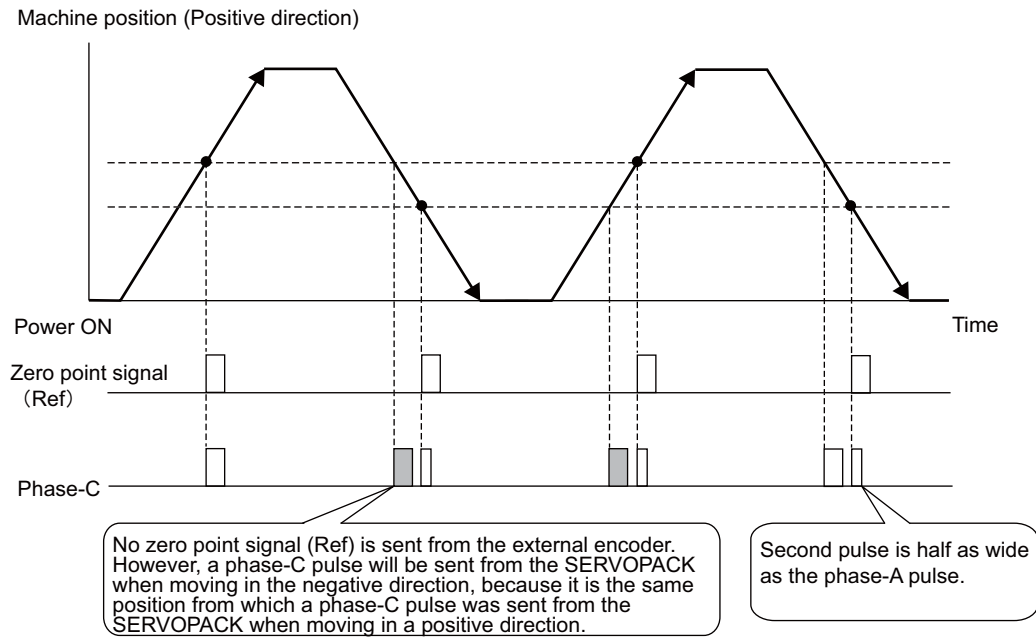 Machine position (Positive direction)
Power ON
Time
Zero point signal
（Ref）
Phase-C
No zero point signal (Ref) is sent from the external encoder.
However, a phase-C pulse will be sent from the SERVOPACK
when moving in the negative direction, because it is the same
position from which a phase-C pulse was sent from the
SERVOPACK when moving in a positive direction.
Second pulse is half as wide
as the phase-A pulse.